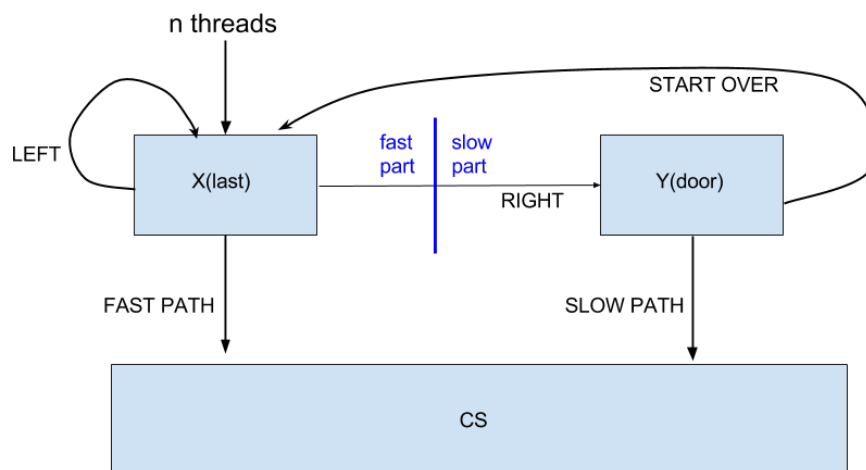 n threads
START OVER
LEFT
fast
part
slow
part
X(last)
Y(door)
RIGHT
FAST PATH
SLOW PATH
CS